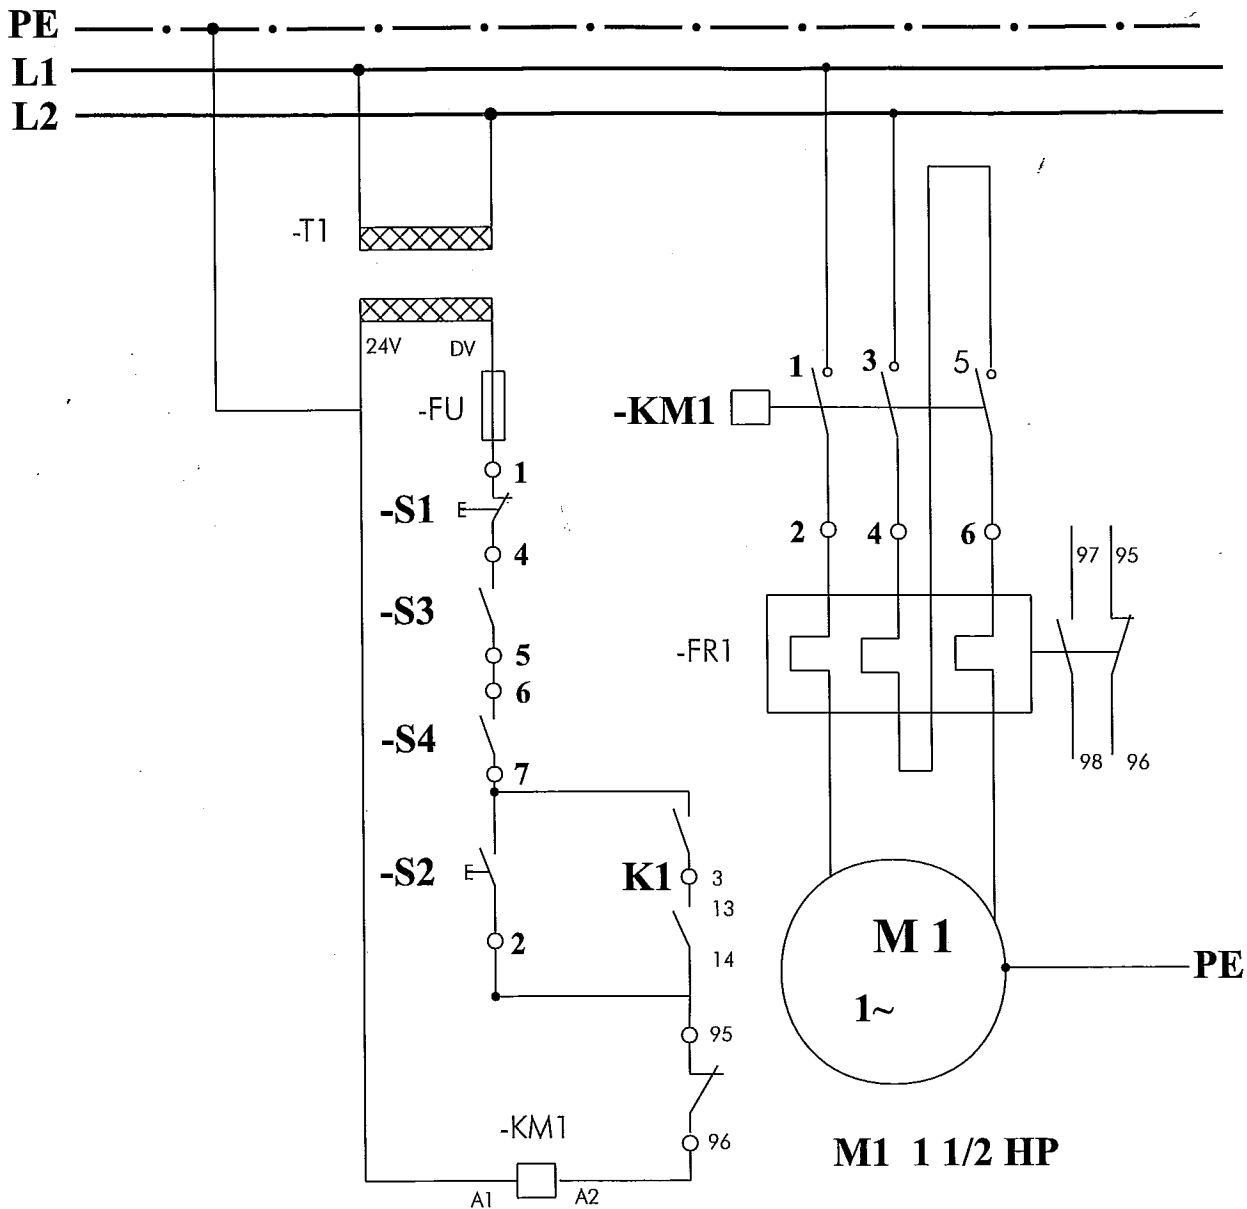 PE
L1
L2
-T1
24V DV
-FU
1
-S1
E
4
-S3
5
6
-S4
7
-S2
E
2
K1
3
13
14
95
96
-KM1
A1 A2
1 3 5
-KM1
2 4 6
97 95
-FR1
98 96
M 1
1~
PE
M1 1 1/2 HP